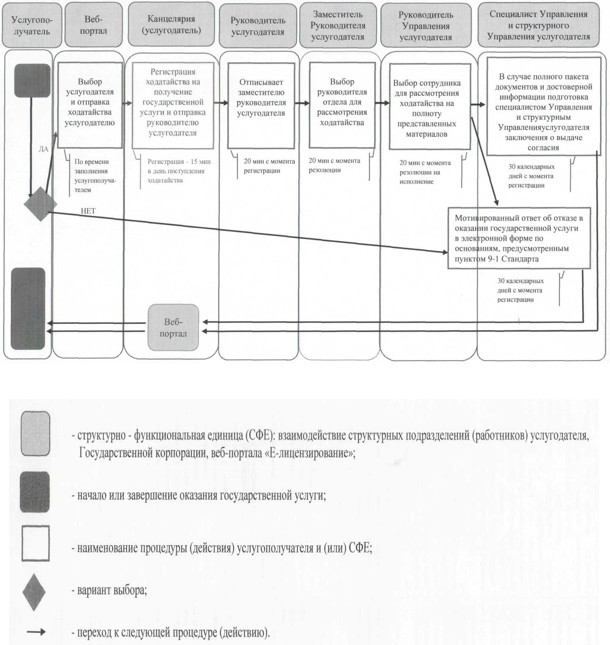 Услугопо-
лучатель
Веб-
портал
Канцелярия
(услугодатель)
Руководитель
услугодателя
Заместитель
Руководителя
услугодателя
Руководитель
Управления
услугодателя
Специалист Управления
и структурного
Управления услугодателя
Выбор
услугодателя
и отправка
ходатайства
услугодателю
Регистрация
ходатайства на
получение
государственной
услуги и отправка
руководителю
услугодателя
Отписывает
заместителю
руководителя
услугодателя
Выбор
руководителя
отдела для
рассмотрения
ходатайства
Выбор сотрудника
для рассмотрения
ходатайства на
полноту
представленных
материалов
В случае полного пакета
документов и достоверной
информации подготовка
специалистом Управления
и структурным
Управленияуслугодателя
заключения о выдаче
согласия
ДА
По времени
заполнения
услугополуча-
телем
Регистрация - 15 мин
в день поступления
ходатайства
20 мин с момента
регистрации
20 мин с момента
резолюции
20 мин с момента
резолюции на
исполнение
30 календарных
дней с момента
регистрации
НЕТ
Мотивированный ответ об отказе в
оказании государственной услуги
в электронной форме по
основаниям, предусмотренным
пунктом 9-1 Стандарта
30 календарных
дней с момента
регистрации
Веб-
портал
- структурно - функциональная единица (СФЕ): взаимодействие структурных подразделений (работников) услугодателя,
Государственной корпорации, веб-портала «Е-лицензирование»;
- начало или завершение оказания государственной услуги;
- наименование процедуры (действия) услугополучателя и (или) СФЕ;
- вариант выбора;
- переход к следующей процедуре (действию).